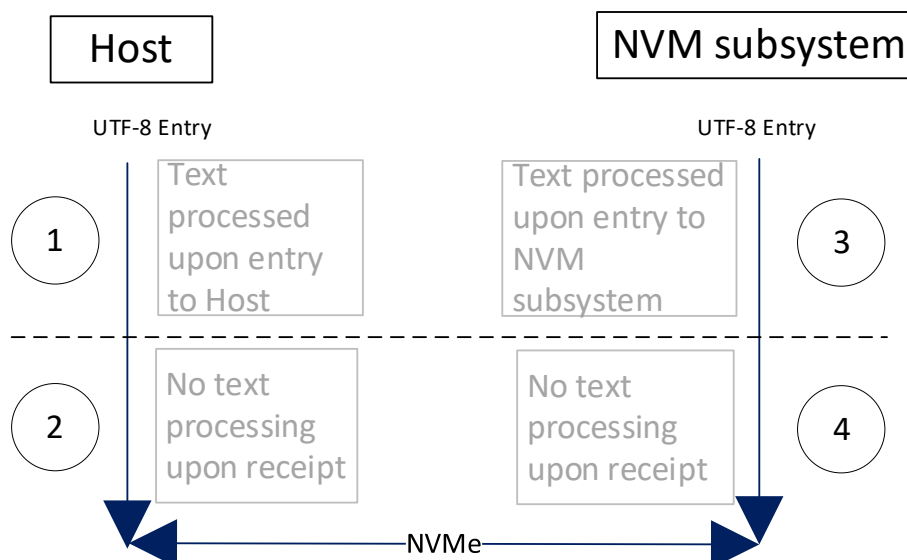 Host
NVM subsystem
UTF-8 Entry
UTF-8 Entry
1
Text
processed
upon entry
to Host
Text processed
upon entry to
NVM
subsystem
3
2
No text
processing
upon receipt
No text
processing
upon receipt
4
NVMe